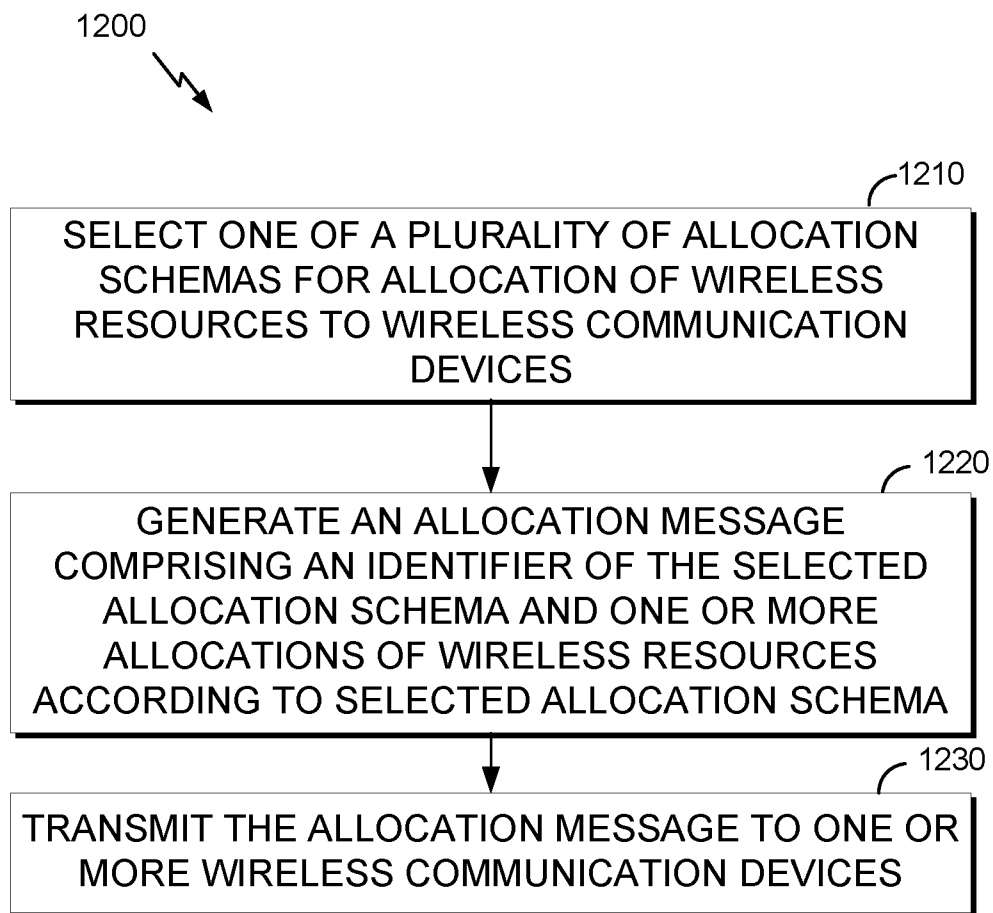 1200
1210
SELECT ONE OF A PLURALITY OF ALLOCATION
SCHEMAS FOR ALLOCATION OF WIRELESS
RESOURCES TO WIRELESS COMMUNICATION
DEVICES
1220
GENERATE AN ALLOCATION MESSAGE
COMPRISING AN IDENTIFIER OF THE SELECTED
ALLOCATION SCHEMA AND ONE OR MORE
ALLOCATIONS OF WIRELESS RESOURCES
ACCORDING TO SELECTED ALLOCATION SCHEMA
1230
TRANSMIT THE ALLOCATION MESSAGE TO ONE OR
MORE WIRELESS COMMUNICATION DEVICES